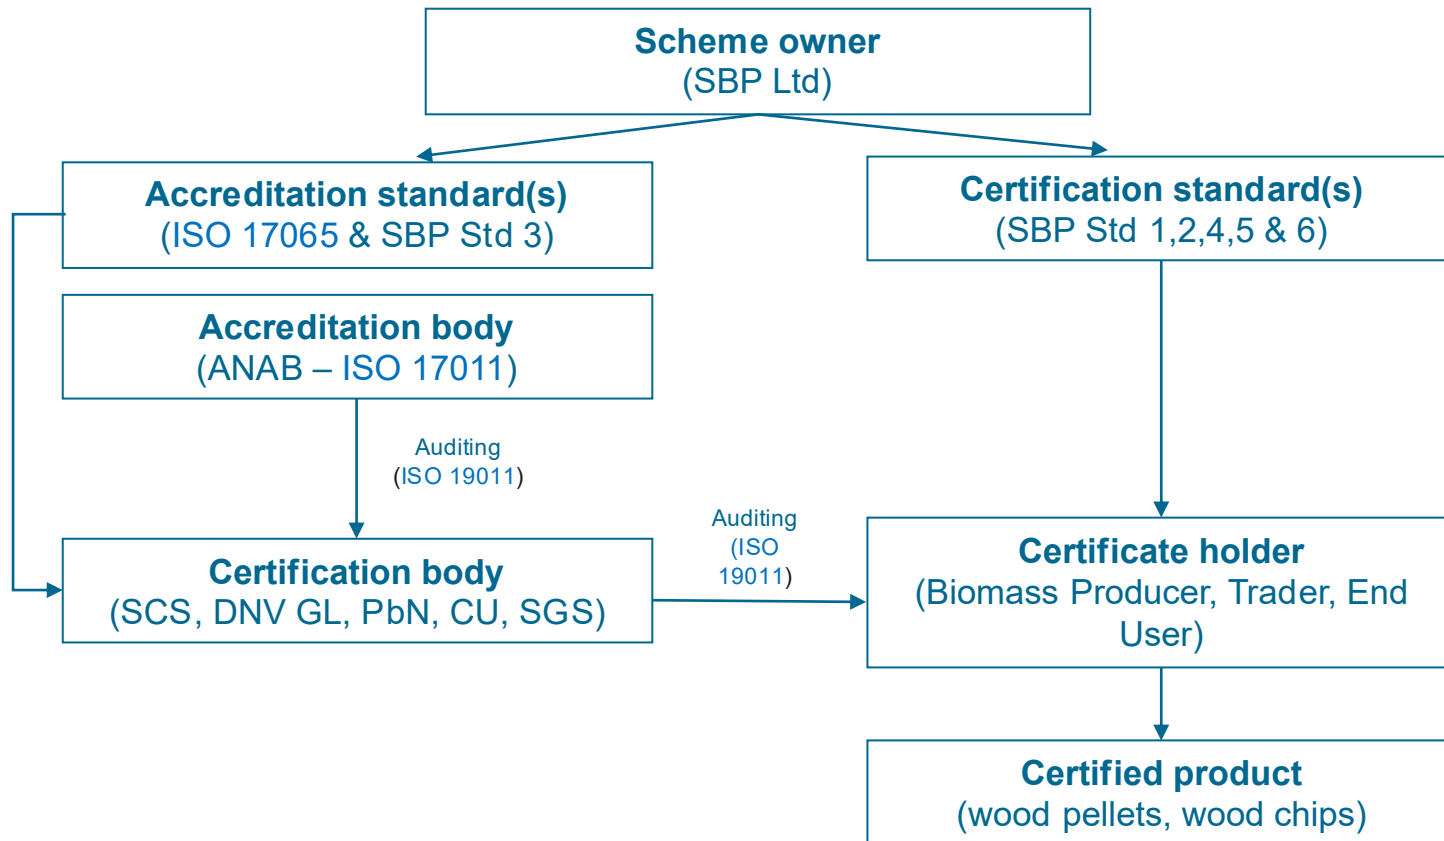 Scheme owner
(SBP Ltd)
Accreditation standard(s)
(ISO 17065 & SBP Std 3)
Certification standard(s)
(SBP Std 1,2,4,5 & 6)
Accreditation body
(ANAB – ISO 17011)
Auditing
(ISO 19011)
Certification body
(SCS, DNV GL, PbN, CU, SGS)
Auditing
(ISO
19011)
Certificate holder
(Biomass Producer, Trader, End
User)
Certified product
(wood pellets, wood chips)